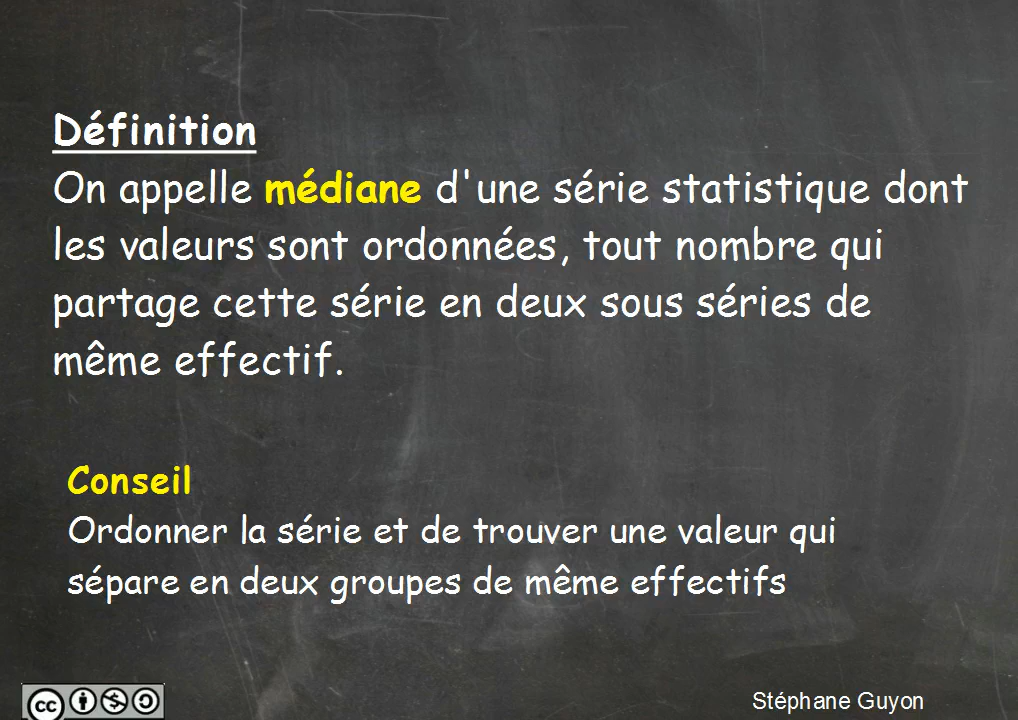 Définition
On appelle médiane d'une série statistique dont
les valeurs sont ordonnées, tout nombre qui
partage cette série en deux sous séries de
même effectif.
Conseil
Ordonner la série et de trouver une valeur qui
sépare en deux groupes de même effectifs
cc
Stéphane Guyon